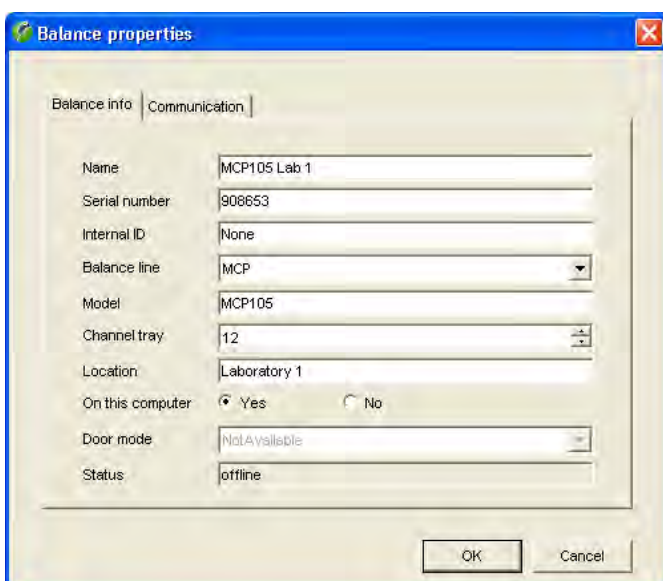 Balance properties
Balance info Communication
Name MCP105 Lab 1
Serial number 908653
Internal ID None
Balance line MCP
Model MCP105
Channel tray 12
Location Laboratory 1
On this computer Yes No
Door mode NotAvailable
Status offline
OK Cancel